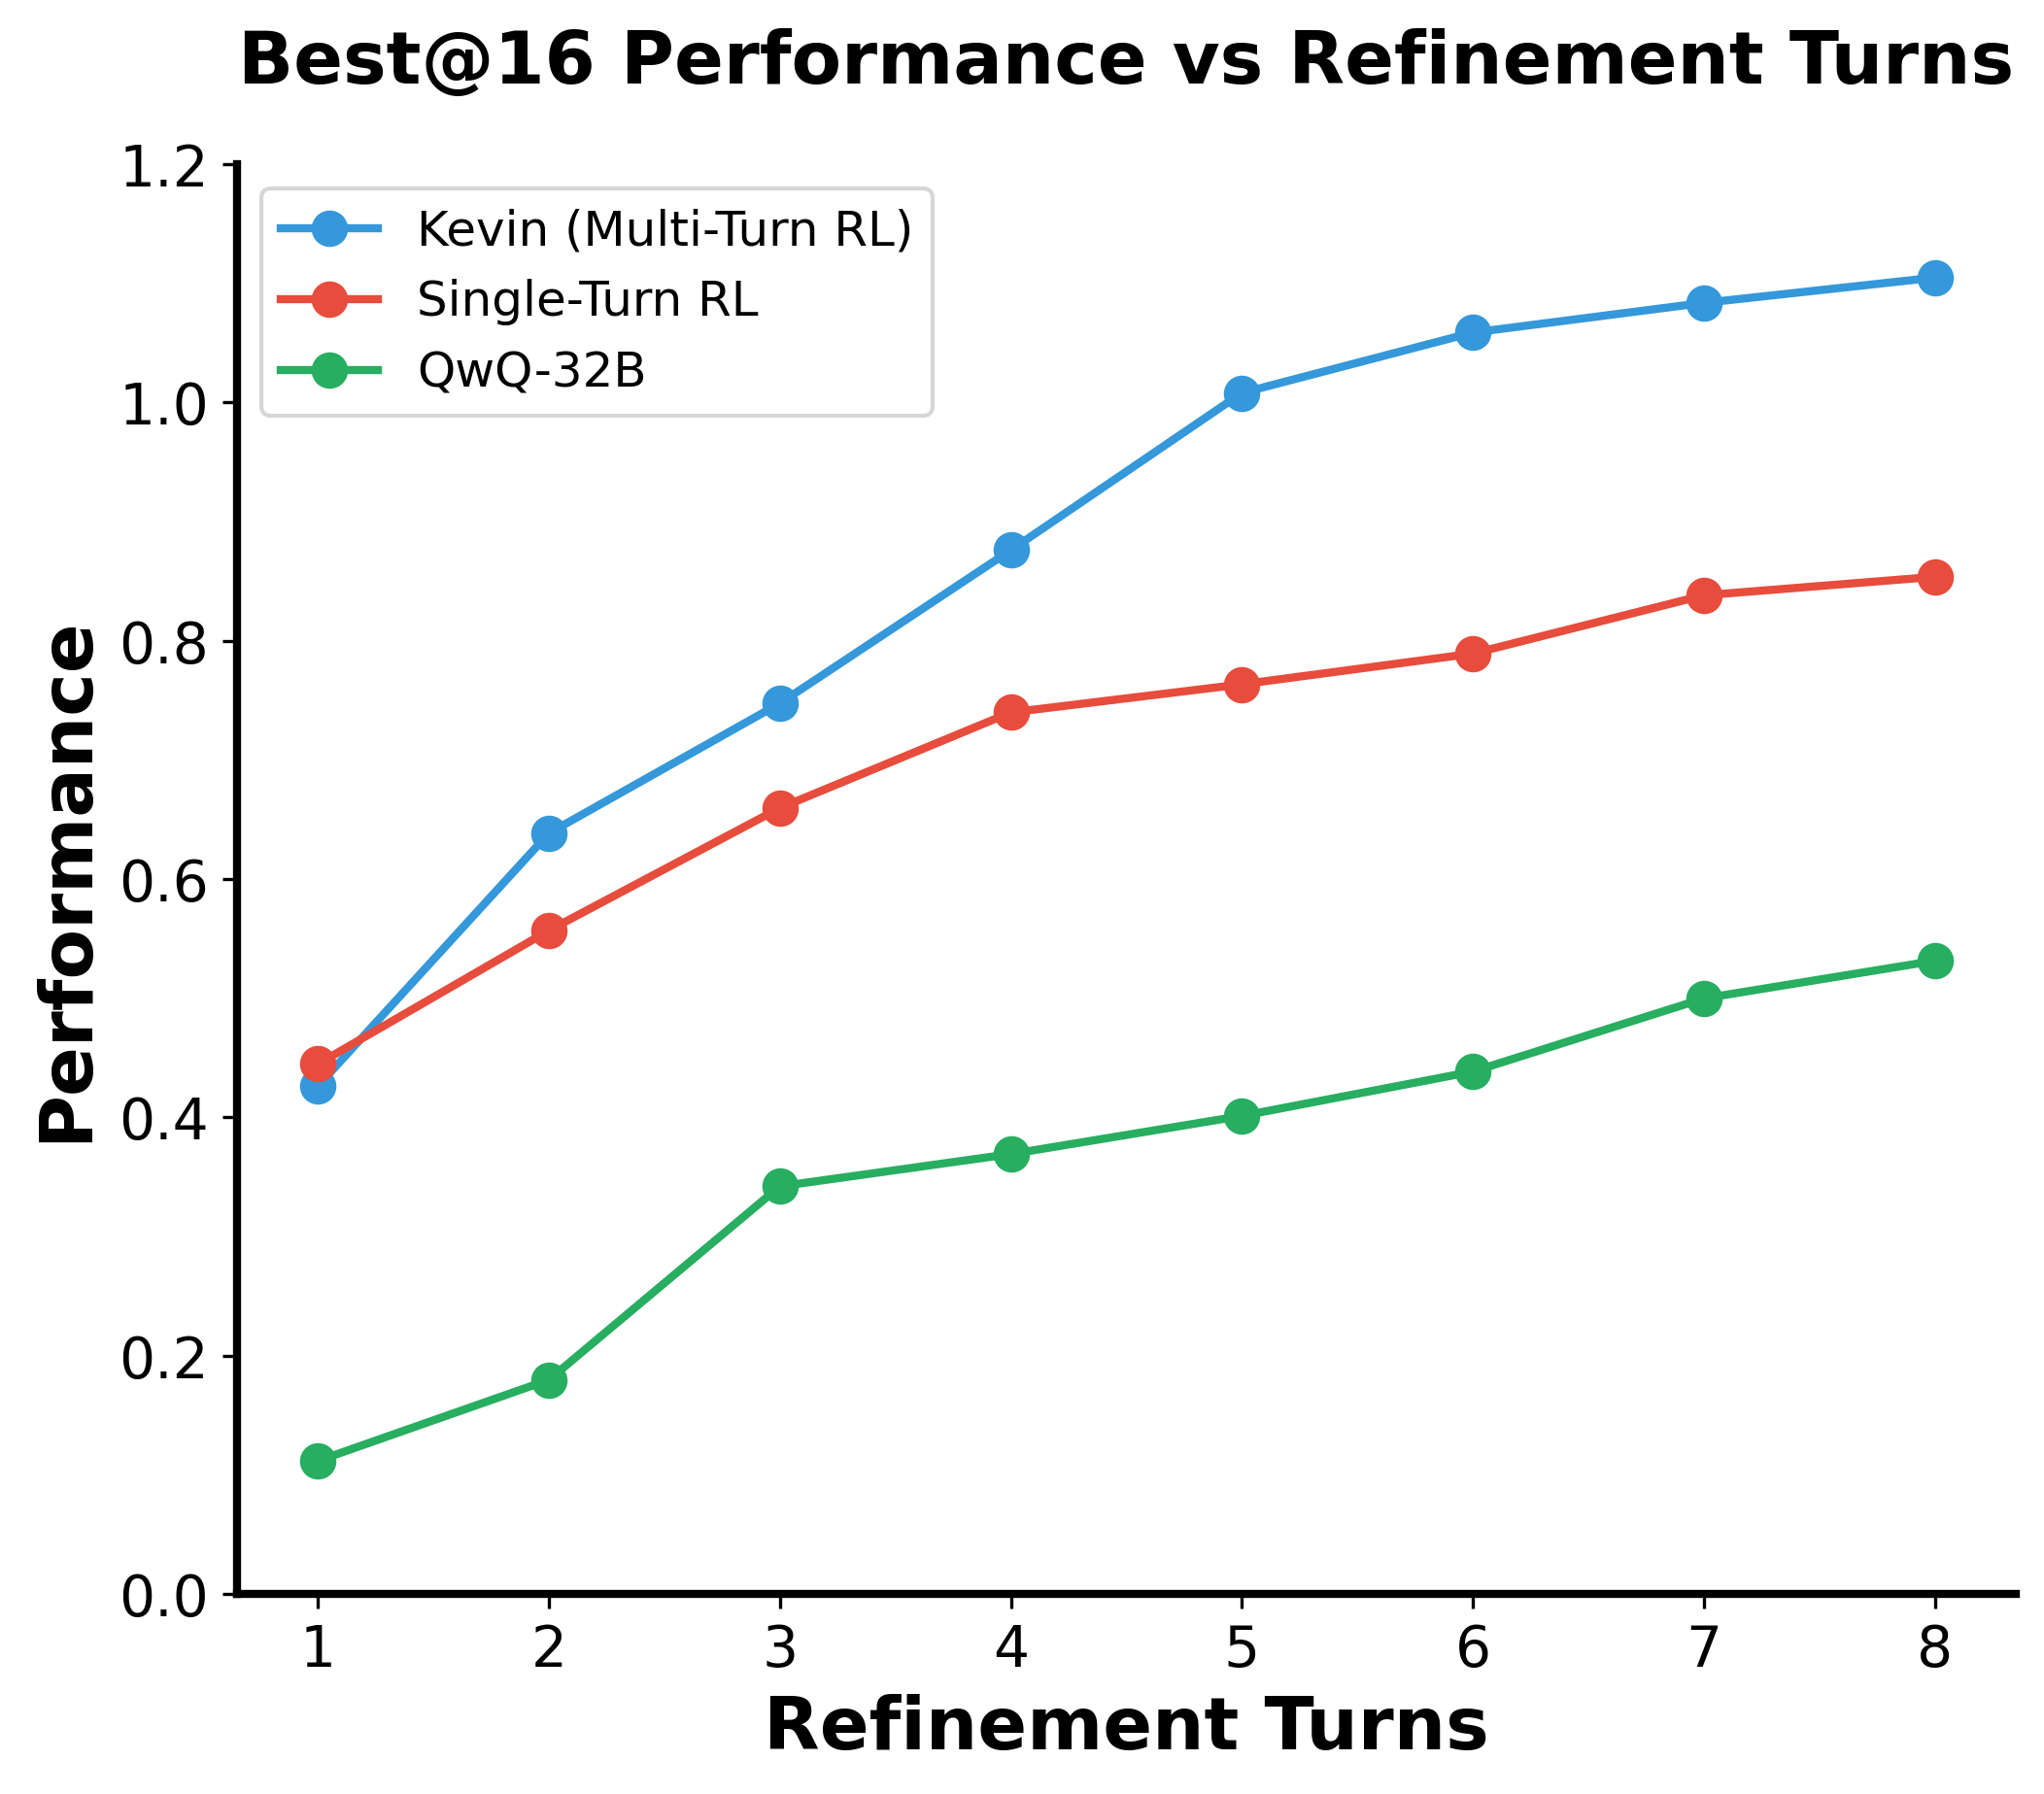 Best@16 Performance vs Refinement Turns
1.2
1.0
0.8
0.6
0.4
0.2
0.0
Performance
Kevin (Multi-Turn RL)
Single-Turn RL
QwQ-32B
1 2 3 4 5 6 7 8
Refinement Turns